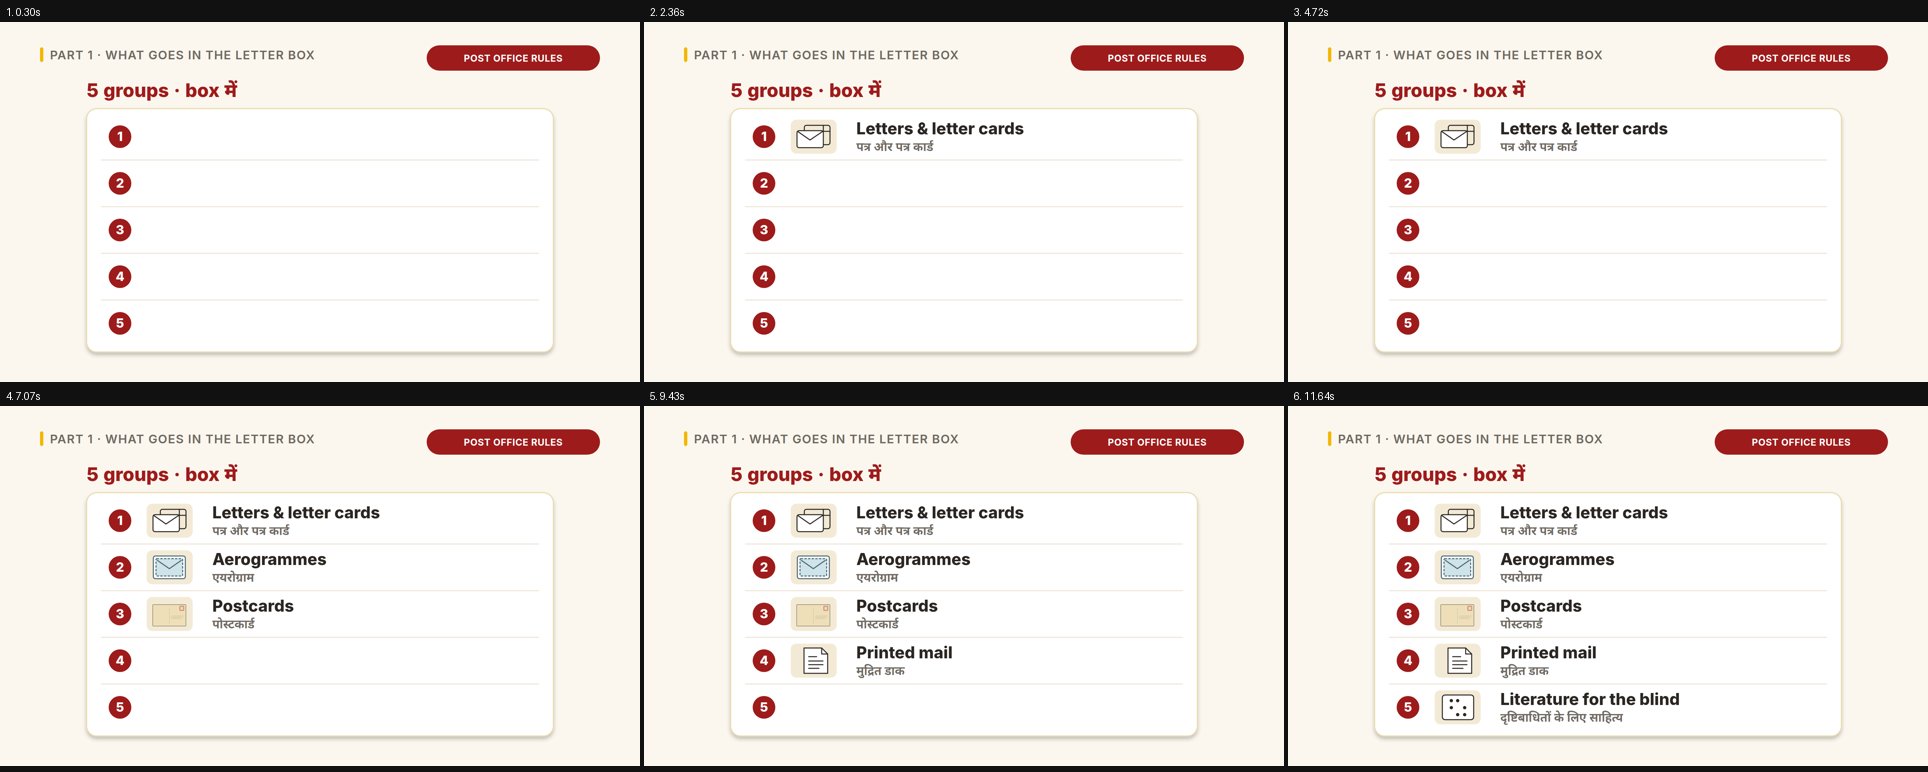 1. 0.30s
PART 1 · WHAT GOES IN THE LETTER BOX
POST OFFICE RULES
5 groups · box में
1
2
3
4
5
2. 2.36s
PART 1 · WHAT GOES IN THE LETTER BOX
POST OFFICE RULES
5 groups · box में
1
Letters & letter cards
पत्र और पत्र कार्ड
2
3
4
5
3. 4.72s
PART 1 · WHAT GOES IN THE LETTER BOX
POST OFFICE RULES
5 groups · box में
1
Letters & letter cards
पत्र और पत्र कार्ड
2
3
4
5
4. 7.07s
PART 1 · WHAT GOES IN THE LETTER BOX
POST OFFICE RULES
5 groups · box में
1
Letters & letter cards
पत्र और पत्र कार्ड
2
Aerogrammes
एयरोग्राम
3
Postcards
पोस्टकार्ड
4
5
5. 9.43s
PART 1 · WHAT GOES IN THE LETTER BOX
POST OFFICE RULES
5 groups · box में
1
Letters & letter cards
पत्र और पत्र कार्ड
2
Aerogrammes
एयरोग्राम
3
Postcards
पोस्टकार्ड
4
Printed mail
मुद्रित डाक
5
6. 11.64s
PART 1 · WHAT GOES IN THE LETTER BOX
POST OFFICE RULES
5 groups · box में
1
Letters & letter cards
पत्र और पत्र कार्ड
2
Aerogrammes
एयरोग्राम
3
Postcards
पोस्टकार्ड
4
Printed mail
मुद्रित डाक
5
Literature for the blind
दृष्टिबाधितों के लिए साहित्य